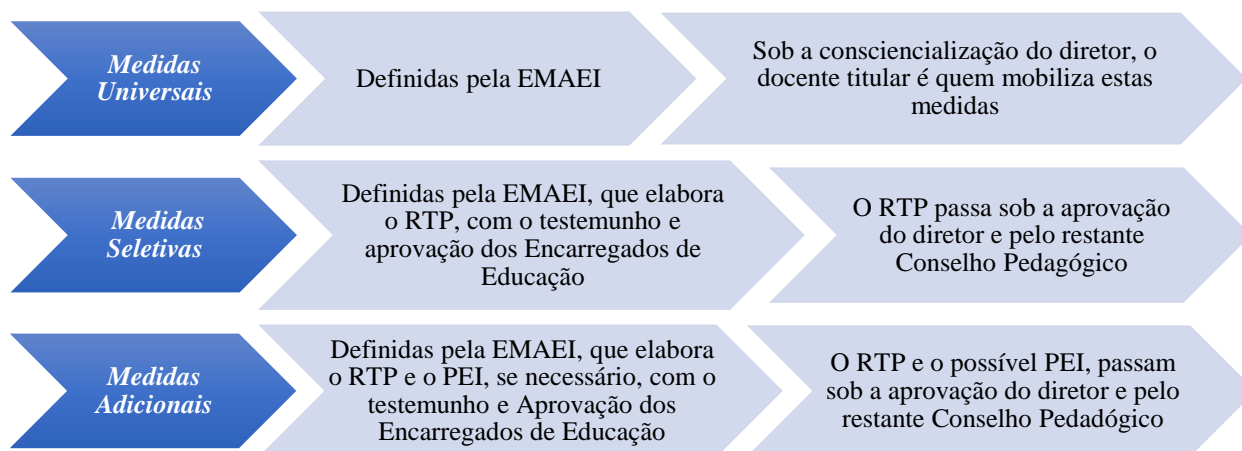 Medidas
Universais
Definidas pela EMAEI
Sob a consciencialização do diretor, o
docente titular é quem mobiliza estas
medidas
Medidas
Seletivas
Definidas pela EMAEI, que elabora
o RTP, com o testemunho e
aprovação dos Encarregados de
Educação
O RTP passa sob a aprovação
do diretor e pelo restante
Conselho Pedagógico
Medidas
Adicionais
Definidas pela EMAEI, que elabora
o RTP e o PEI, se necessário, com o
testemunho e Aprovação dos
Encarregados de Educação
O RTP e o possível PEI, passam
sob a aprovação do diretor e pelo
restante Conselho Pedadógico